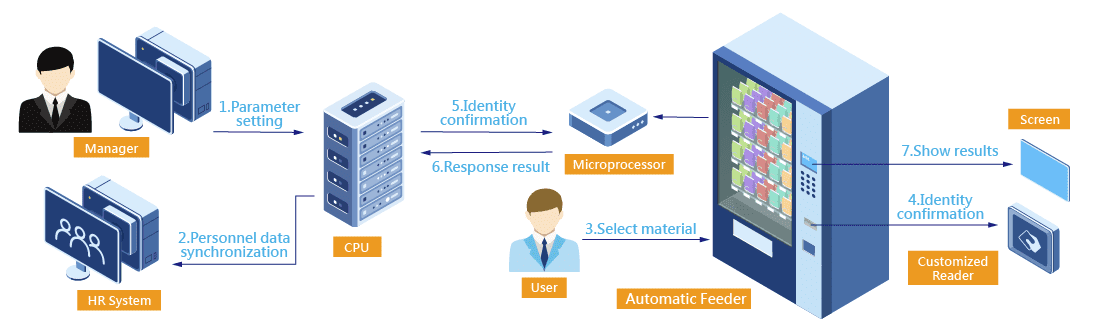 Manager
1.Parameter
setting
HR System
2.Personnel data
synchronization
CPU
5.Identity
confirmation
6.Response result
Microprocessor
User
3.Select material
Automatic Feeder
Screen
7.Show results
4.Identity
confirmation
Customized
Reader